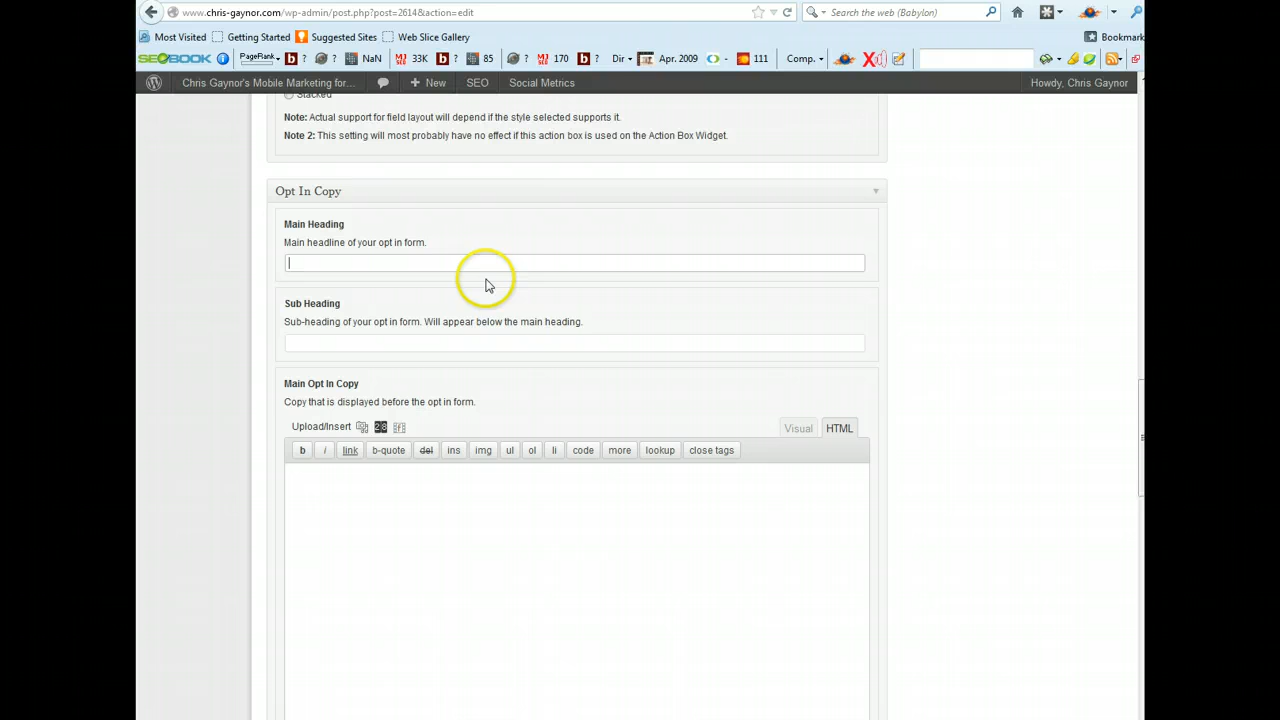 www.chris-gaynor.com/wp-admin/post.php?post=2614&action=edit
Search the web (Babylon)
Most Visited Getting Started Suggested Sites Web Slice Gallery Bookmark
SEOBOOK PageRank ? ? NaN 33K ? 85 ? 170 ? Dir Apr. 2009 - 111 Comp.
Chris Gaynor's Mobile Marketing for... + New SEO Social Metrics Howdy, Chris Gaynor
Stacked
Note: Actual support for field layout will depend if the style selected supports it.
Note 2: This setting will most probably have no effect if this action box is used on the Action Box Widget.
Opt In Copy
Main Heading
Main headline of your opt in form.
Sub Heading
Sub-heading of your opt in form. Will appear below the main heading.
Main Opt In Copy
Copy that is displayed before the opt in form.
Upload/Insert Visual HTML
b i link b-quote del ins img ul ol li code more lookup close tags